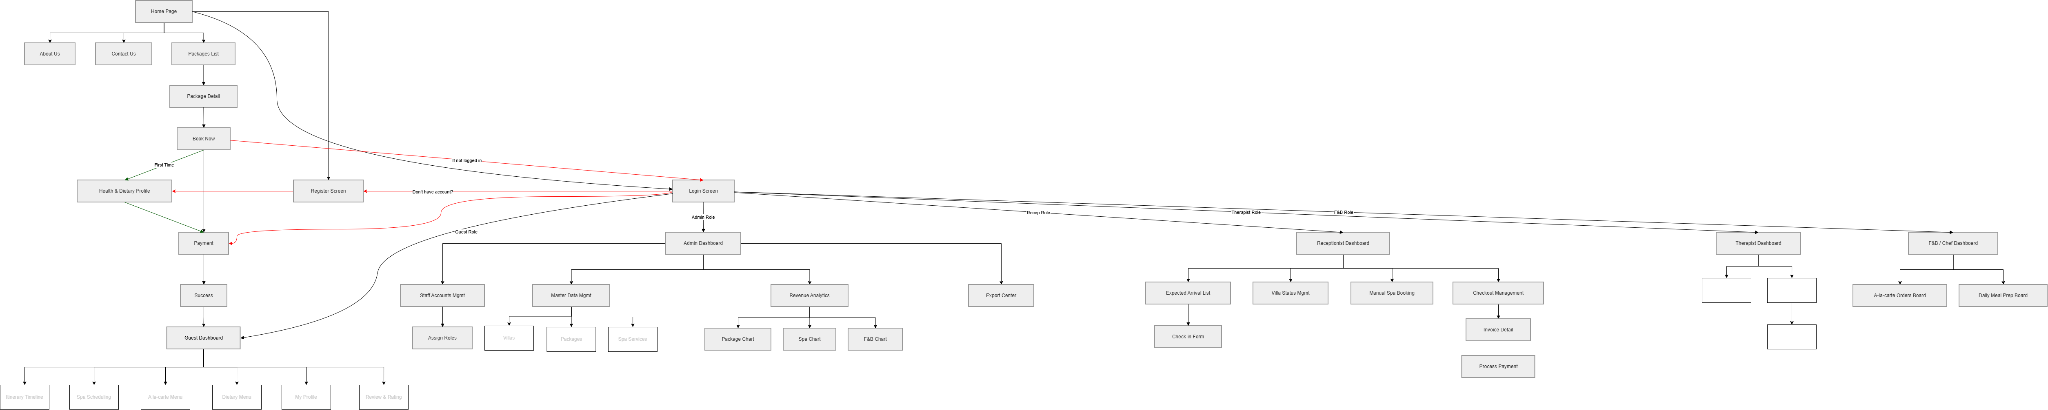 Home Page
About Us
Contact Us
Packages List
Package Detail
Book Now
First Time
If not logged in
Health & Dietary Profile
Register Screen
Don't have account?
Login Screen
Admin Role
Guest Role
Recep Role
Therapist Role
F&B Role
Payment
Admin Dashboard
Receptionist Dashboard
Therapist Dashboard
F&B / Chef Dashboard
Success
Staff Accounts Mgmt
Master Data Mgmt
Revenue Analytics
Export Center
Expected Arrival List
Villa Status Mgmt
Manual Spa Booking
Checkout Management
A-la-carte Orders Board
Daily Meal Prep Board
Guest Dashboard
Assign Roles
Villas
Packages
Spa Services
Package Chart
Spa Chart
F&B Chart
Check-in Form
Invoice Detail
Process Payment
Itinerary Timeline
Spa Scheduling
A-la-carte Menu
Dietary Menu
My Profile
Review & Rating